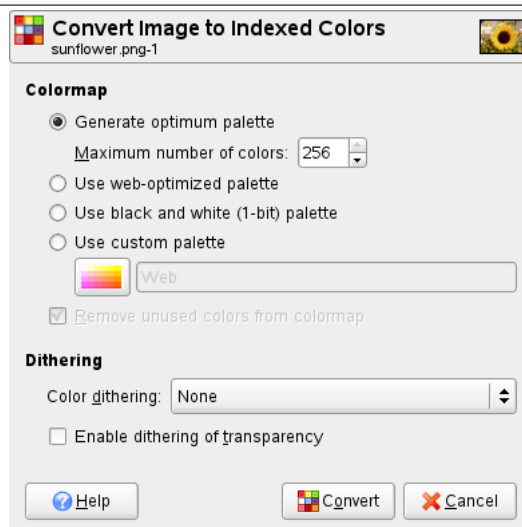 Convert Image to Indexed Colors
sunflower.png-1
Colormap
Generate optimum palette
Maximum number of colors: 256
Use web-optimized palette
Use black and white (1-bit) palette
Use custom palette
Web
Remove unused colors from colormap
Dithering
Color dithering: None
Enable dithering of transparency
Help Convert Cancel